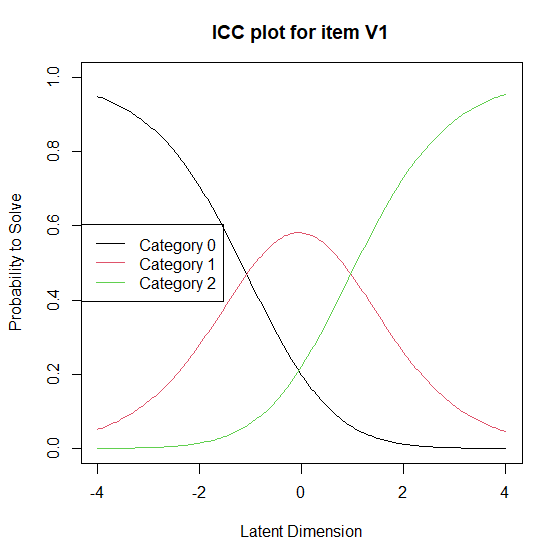 ICC plot for item V1
Probability to Solve
1.0
0.8
0.6
0.4
0.2
0.0
Category 0
Category 1
Category 2
-4 -2 0 2 4
Latent Dimension